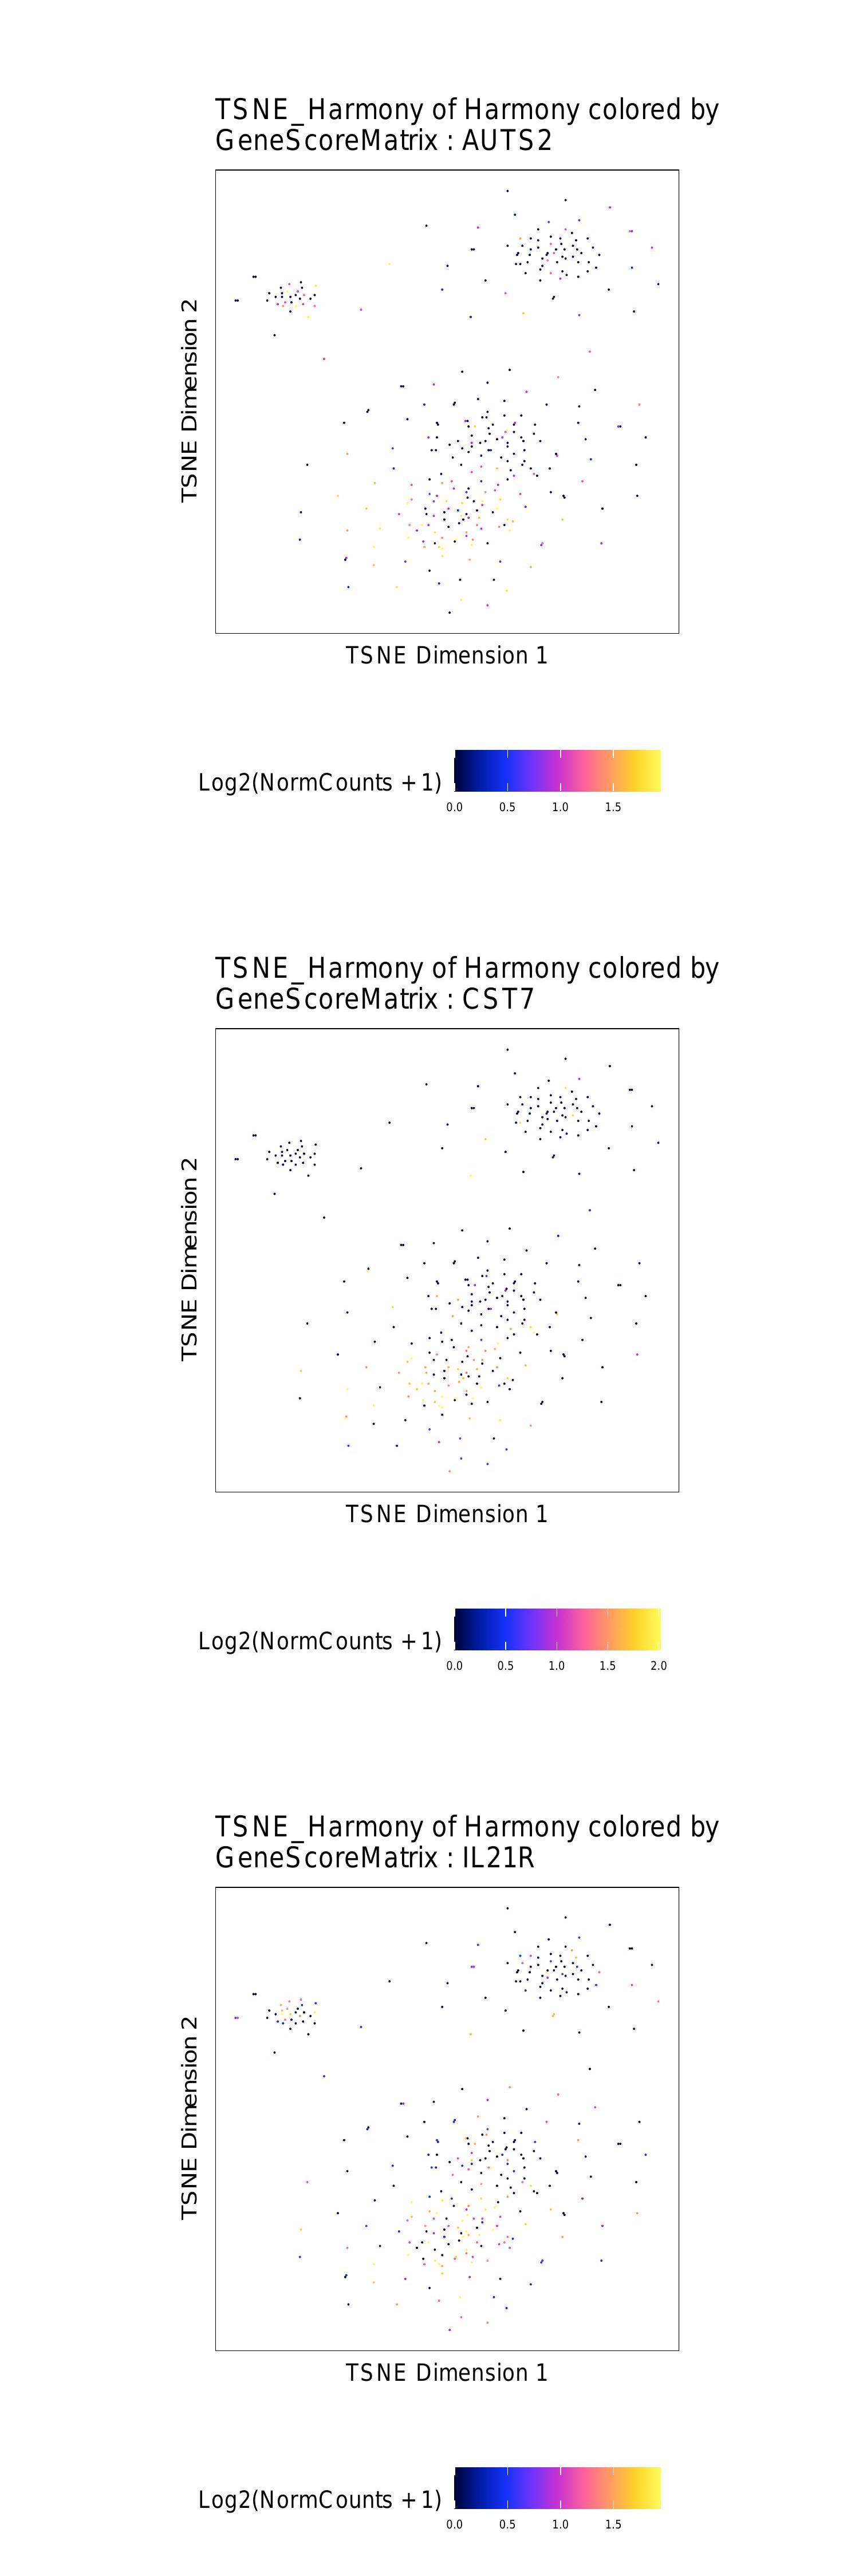 TSNE_Harmony of Harmony colored by
GeneScoreMatrix : AUTS2
TSNE Dimension 2
TSNE Dimension 1
Log2(NormCounts + 1)
0.0 0.5 1.0 1.5
TSNE_Harmony of Harmony colored by
GeneScoreMatrix : CST7
TSNE Dimension 2
TSNE Dimension 1
Log2(NormCounts + 1)
0.0 0.5 1.0 1.5 2.0
TSNE_Harmony of Harmony colored by
GeneScoreMatrix : IL21R
TSNE Dimension 2
TSNE Dimension 1
Log2(NormCounts + 1)
0.0 0.5 1.0 1.5